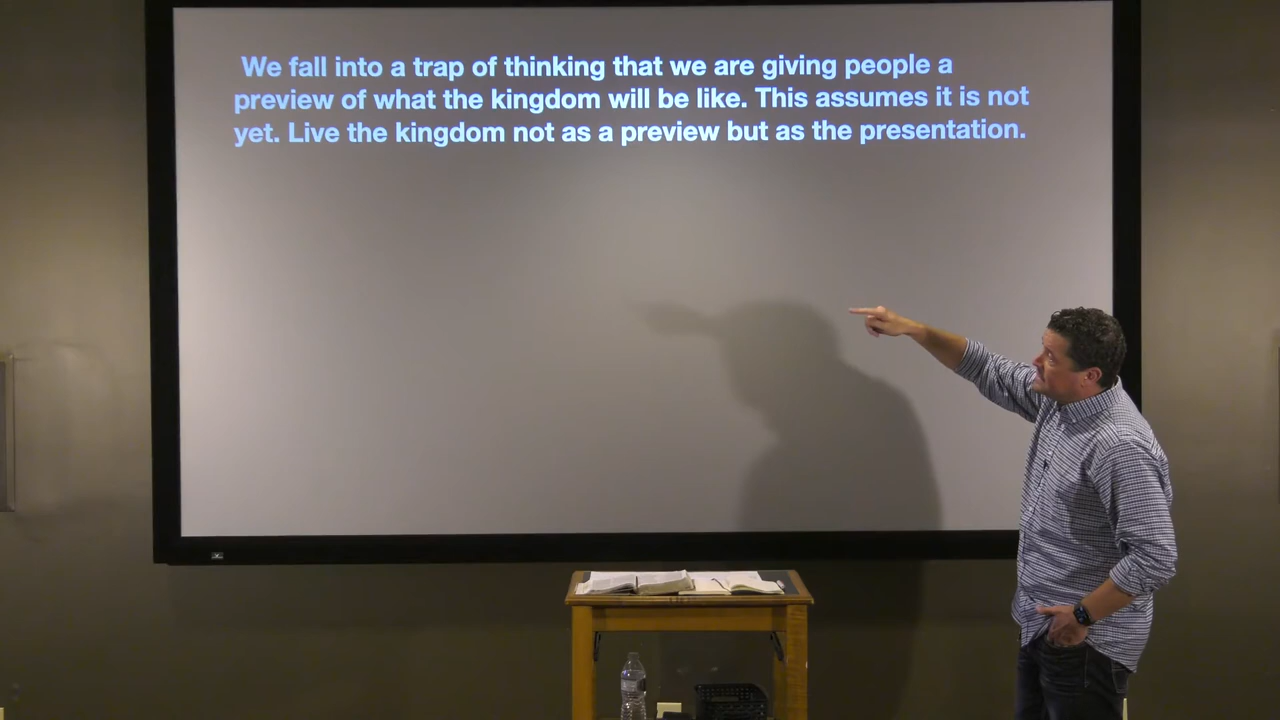 We fall into a trap of thinking that we are giving people a
preview of what the kingdom will be like. This assumes it is not
yet. Live the kingdom not as a preview but as the presentation.